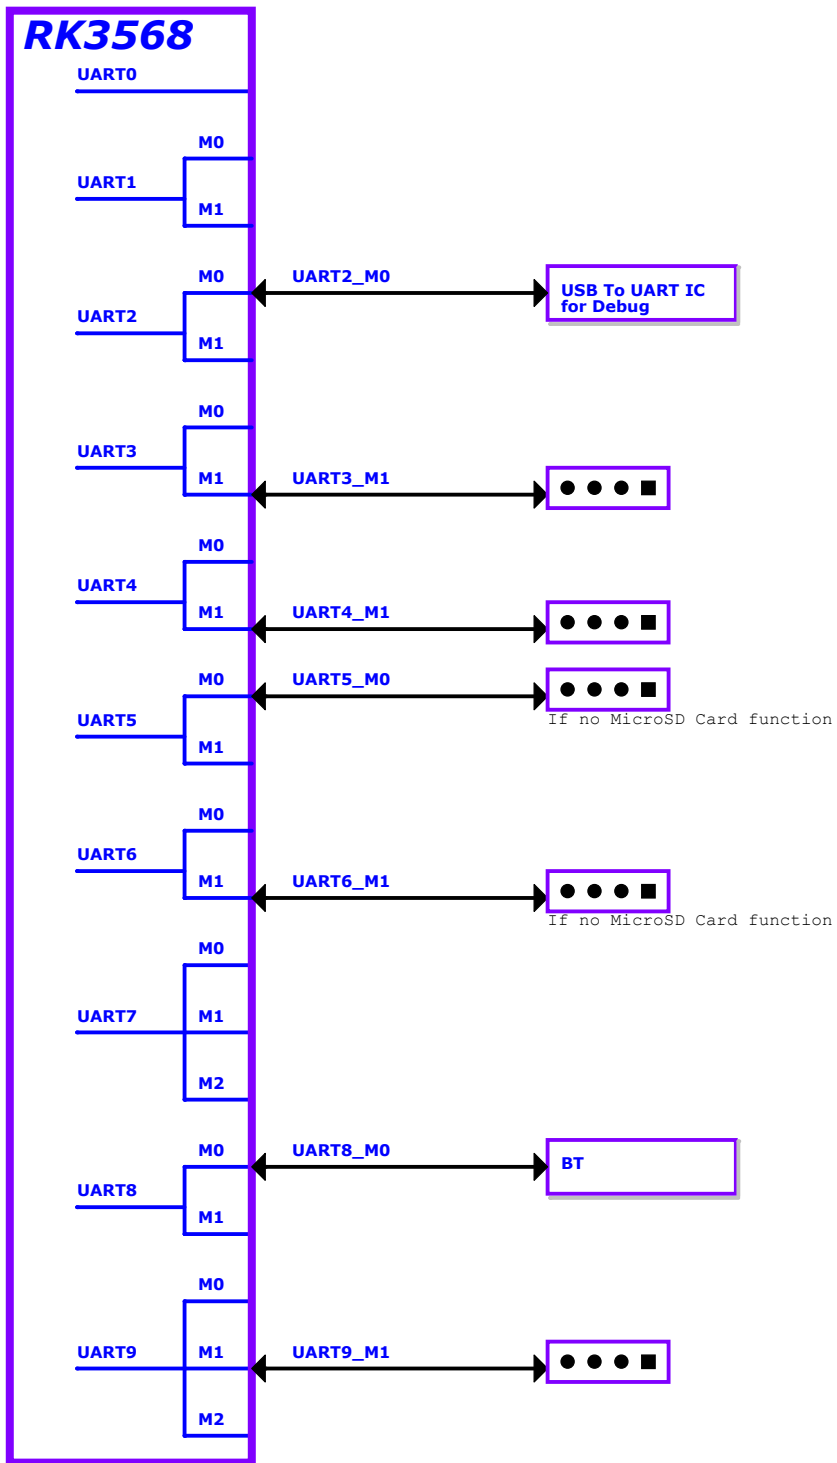 RK3568
UART0
M0
UART1
M1
M0
UART2_M0
USB To UART IC
for Debug
UART2
M1
M0
UART3
M1
UART3_M1
M0
UART4
M1
UART4_M1
M0
UART5_M0
If no MicroSD Card function
UART5
M1
M0
UART6
M1
UART6_M1
If no MicroSD Card function
M0
UART7
M1
M2
M0
UART8_M0
BT
UART8
M1
M0
UART9
M1
UART9_M1
M2